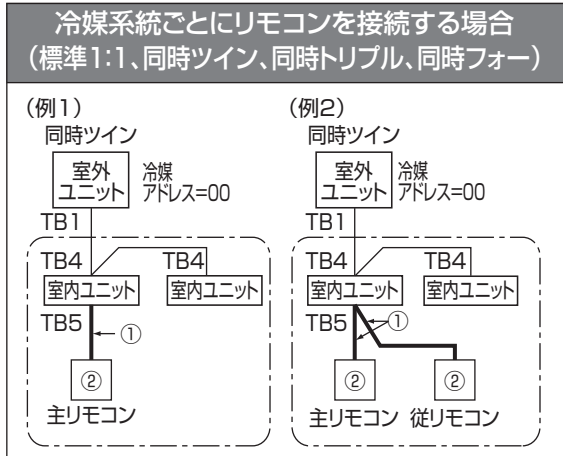 冷媒系統ごとにリモコンを接続する場合
（標準1：1、同時ツイン、同時トリプル、同時フォー）
（例1）
同時ツイン
室外
ユニット
冷媒
アドレス=00
TB1
TB4
TB4
室内ユニット
室内ユニット
TB5
①
②
主リモコン
（例2）
同時ツイン
室外
ユニット
冷媒
アドレス=00
TB1
TB4
TB4
室内ユニット
室内ユニット
TB5
①
②
②
主リモコン 従リモコン